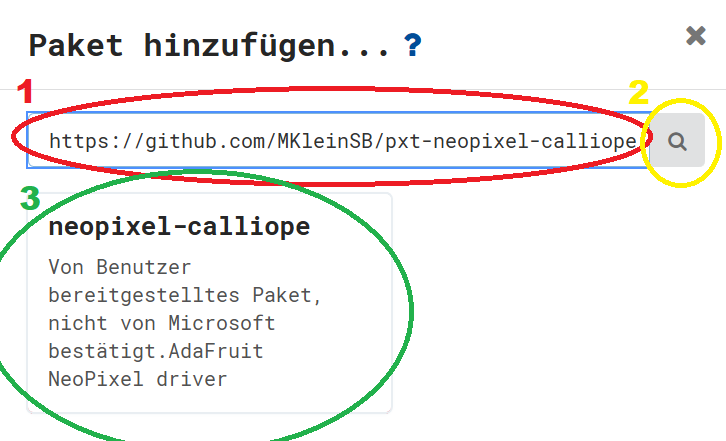 Paket hinzufügen... ?
1
2
https://github.com/MKleinSB/pxt-neopixel-calliope
3
neopixel-calliope
Von Benutzer
bereitgestelltes Paket,
nicht von Microsoft
bestätigt.AdaFruit
NeoPixel driver